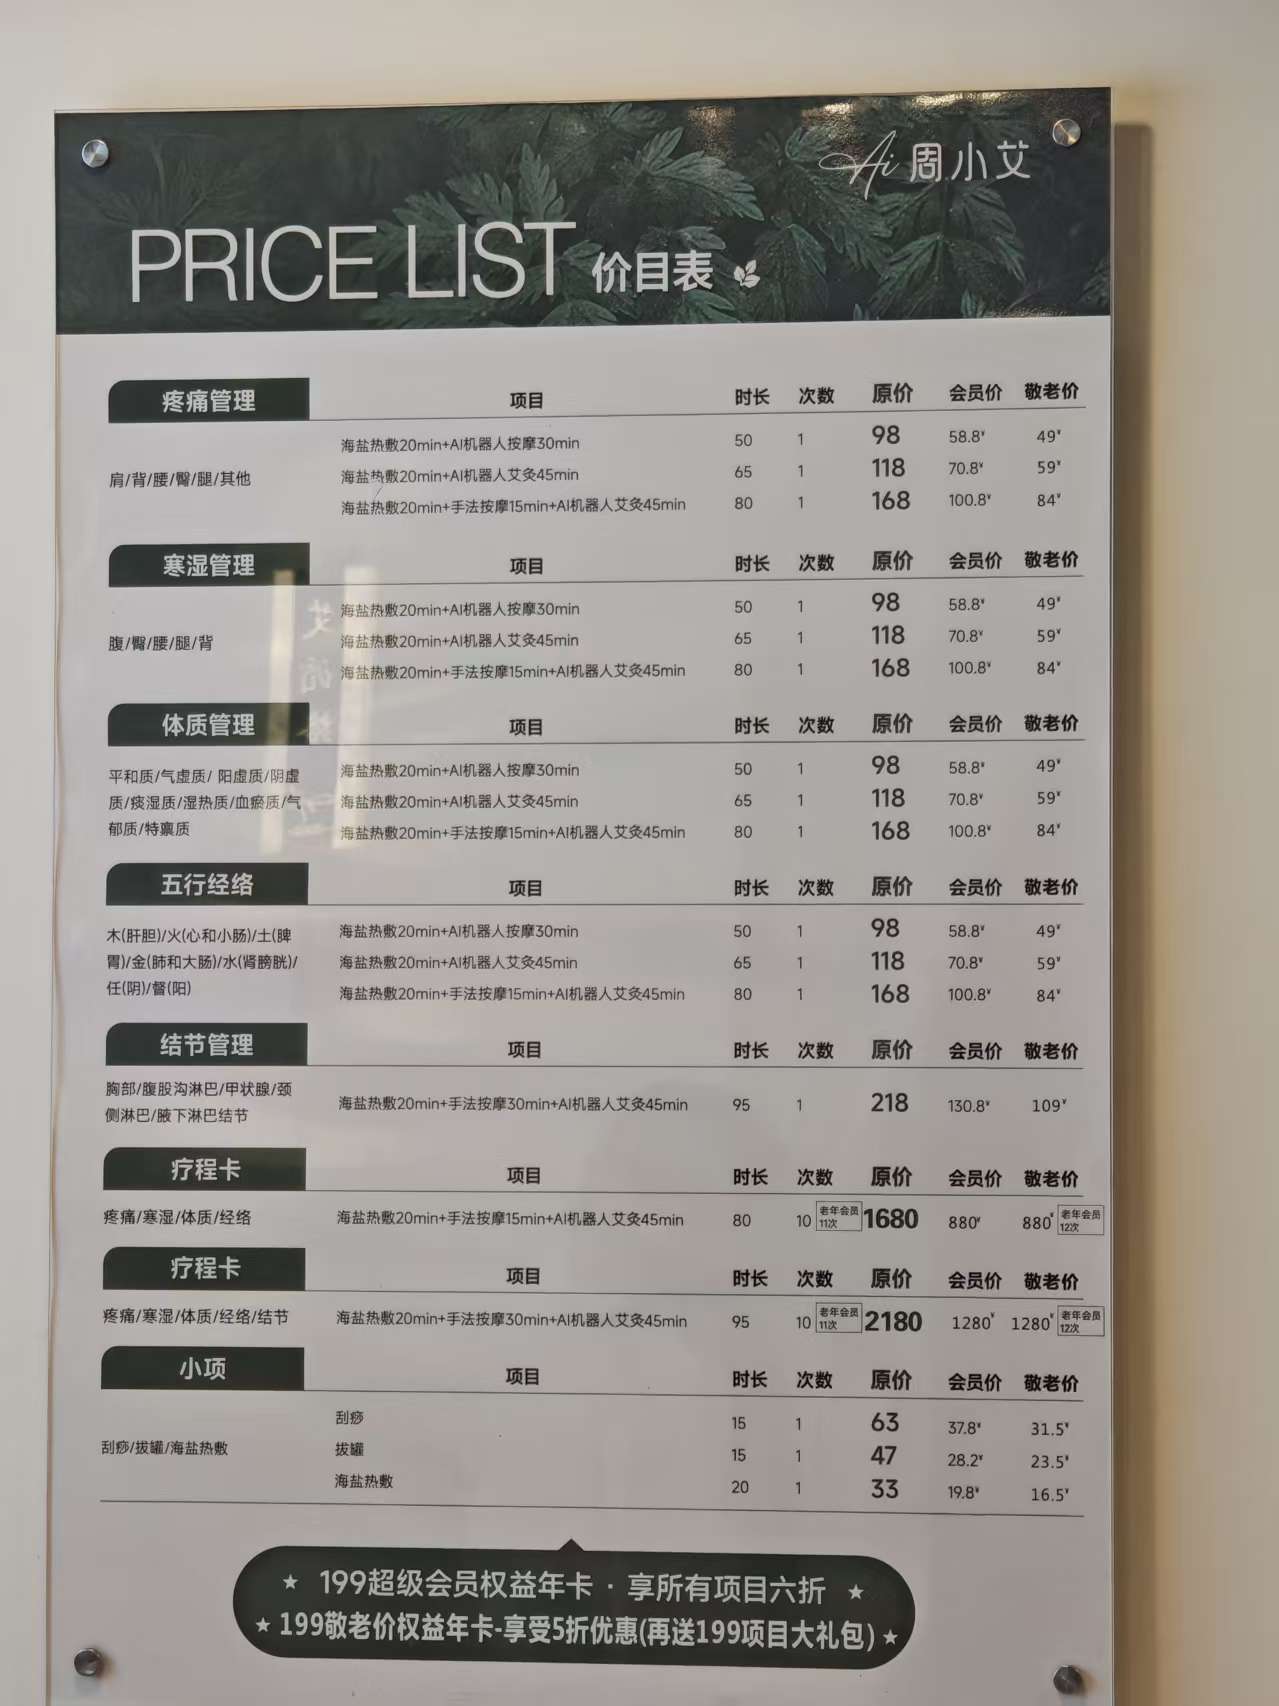 Ai 周小艾
PRICE LIST 价目表
疼痛管理 项目 时长 次数 原价 会员价 敬老价
肩/背/腰/臀/腿/其他
海盐热敷20min+AI机器人按摩30min 50 1 98 58.8¥ 49¥
海盐热敷20min+AI机器人艾灸45min 65 1 118 70.8¥ 59¥
海盐热敷20min+手法按摩15min+AI机器人艾灸45min 80 1 168 100.8¥ 84¥
寒湿管理 项目 时长 次数 原价 会员价 敬老价
腹/臀/腰/腿/背
海盐热敷20min+AI机器人按摩30min 50 1 98 58.8¥ 49¥
海盐热敷20min+AI机器人艾灸45min 65 1 118 70.8¥ 59¥
海盐热敷20min+手法按摩15min+AI机器人艾灸45min 80 1 168 100.8¥ 84¥
体质管理 项目 时长 次数 原价 会员价 敬老价
平和质/气虚质/ 阳虚质/阴虚
质/痰湿质/湿热质/血瘀质/气
郁质/特禀质
海盐热敷20min+AI机器人按摩30min 50 1 98 58.8¥ 49¥
海盐热敷20min+AI机器人艾灸45min 65 1 118 70.8¥ 59¥
海盐热敷20min+手法按摩15min+AI机器人艾灸45min 80 1 168 100.8¥ 84¥
五行经络 项目 时长 次数 原价 会员价 敬老价
木(肝胆)/火(心和小肠)/土(脾
胃)/金(肺和大肠)/水(肾膀胱)/
任(阴)/督(阳)
海盐热敷20min+AI机器人按摩30min 50 1 98 58.8¥ 49¥
海盐热敷20min+AI机器人艾灸45min 65 1 118 70.8¥ 59¥
海盐热敷20min+手法按摩15min+AI机器人艾灸45min 80 1 168 100.8¥ 84¥
结节管理 项目 时长 次数 原价 会员价 敬老价
胸部/腹股沟淋巴/甲状腺/颈
侧淋巴/腋下淋巴结节
海盐热敷20min+手法按摩30min+AI机器人艾灸45min 95 1 218 130.8¥ 109¥
疗程卡 项目 时长 次数 原价 会员价 敬老价
疼痛/寒湿/体质/经络 海盐热敷20min+手法按摩15min+AI机器人艾灸45min 80 10 老年会员 11次 1680 880¥ 880¥ 老年会员 12次
疗程卡 项目 时长 次数 原价 会员价 敬老价
疼痛/寒湿/体质/经络/结节 海盐热敷20min+手法按摩30min+AI机器人艾灸45min 95 10 老年会员 11次 2180 1280¥ 1280¥ 老年会员 12次
小项 项目 时长 次数 原价 会员价 敬老价
刮痧/拔罐/海盐热敷
刮痧 15 1 63 37.8¥ 31.5¥
拔罐 15 1 47 28.2¥ 23.5¥
海盐热敷 20 1 33 19.8¥ 16.5¥
★ 199超级会员权益年卡 · 享所有项目六折 ★
★ 199敬老价权益年卡-享受5折优惠(再送199项目大礼包) ★